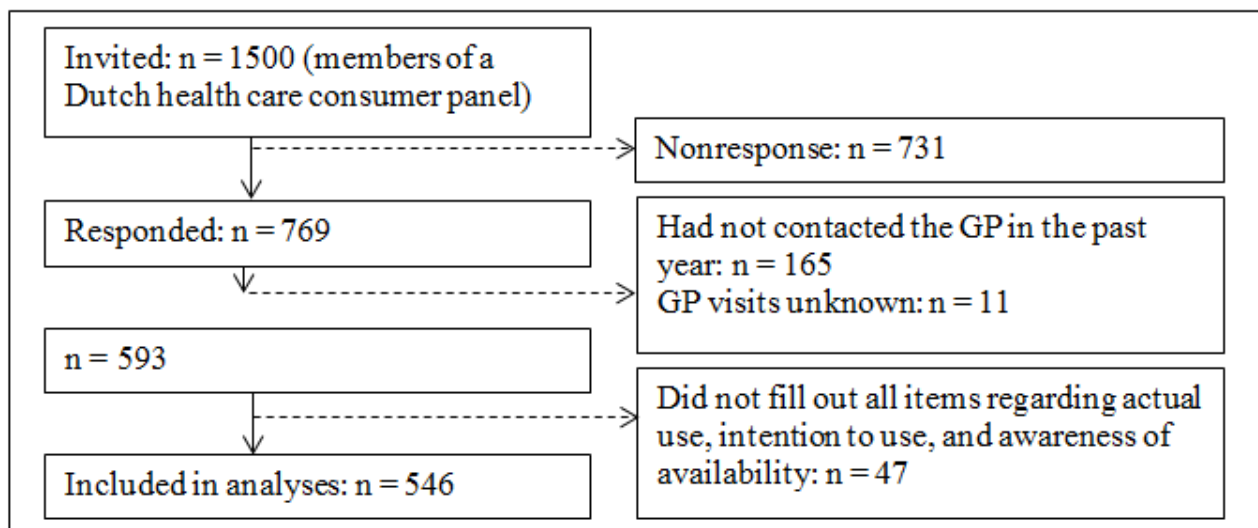 Invited: n = 1500 (members of a
Dutch health care consumer panel)
Nonresponse: n = 731
Responded: n = 769
Had not contacted the GP in the past
year: n = 165
GP visits unknown: n = 11
n = 593
Did not fill out all items regarding actual
use, intention to use, and awareness of
availability: n = 47
Included in analyses: n = 546